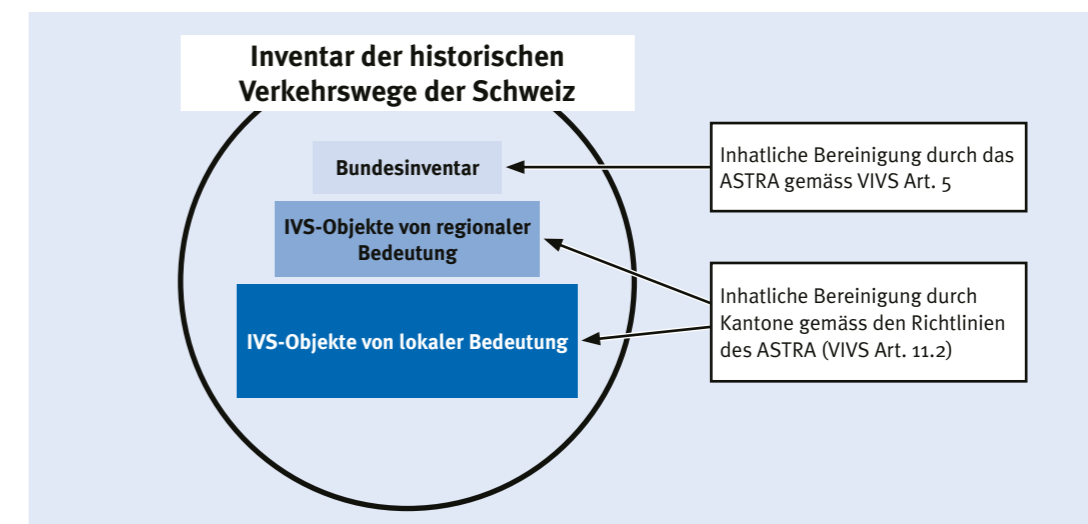 Inventar der historischen
Verkehrswege der Schweiz
Bundesinventar
Inhatliche Bereinigung durch das
ASTRA gemäss VIVS Art. 5
IVS-Objekte von regionaler
Bedeutung
IVS-Objekte von lokaler Bedeutung
Inhatliche Bereinigung durch
Kantone gemäss den Richtlinien
des ASTRA (VIVS Art. 11.2)